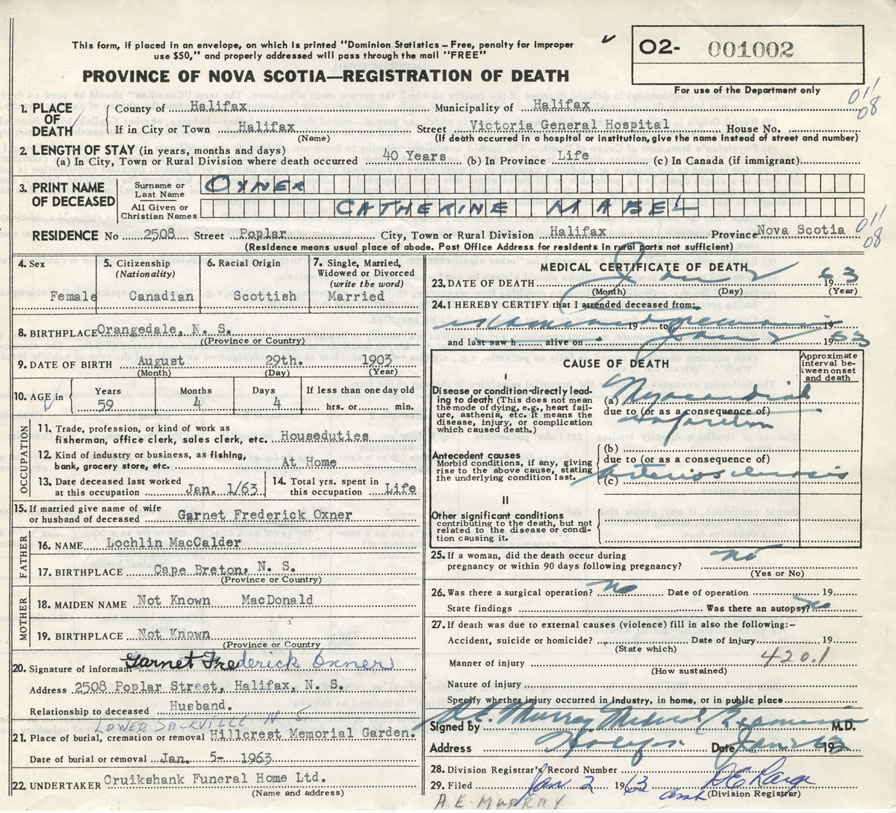 This form, if placed in an envelope, on which is printed "Dominion Statistics – Free, penalty for improper
use $50," and properly addressed will pass through the mail "FREE"
O2- 001002
PROVINCE OF NOVA SCOTIA—REGISTRATION OF DEATH
For use of the Department only
1. PLACE OF DEATH
County of Halifax Municipality of Halifax
011/08
If in City or Town Halifax Street Victoria General Hospital House No.
(Name) (If death occurred in a hospital or institution, give the name instead of street and number)
2. LENGTH OF STAY (in years, months and days)
(a) In City, Town or Rural Division where death occurred 40 Years (b) In Province Life (c) In Canada (if immigrant)
3. PRINT NAME OF DECEASED
Surname or Last Name OXNER
All Given or Christian Names CATHERINE MABEL
RESIDENCE No 2508 Street Poplar City, Town or Rural Division Halifax Province Nova Scotia
011/08
(Residence means usual place of abode. Post Office Address for residents in rural parts not sufficient)
4. Sex Female
5. Citizenship (Nationality) Canadian
6. Racial Origin Scottish
7. Single, Married, Widowed or Divorced (write the word) Married
8. BIRTHPLACE Orangedale, N. S.
(Province or Country)
9. DATE OF BIRTH August 29th. 1903
(Month) (Day) (Year)
10. AGE in Years 59 Months 4 Days 4 If less than one day old hrs. or min.
OCCUPATION
11. Trade, profession, or kind of work as
fisherman, office clerk, sales clerk, etc. Houseduties
12. Kind of industry or business, as fishing,
bank, grocery store, etc. At Home
13. Date deceased last worked at this occupation Jan. 1/63
14. Total yrs. spent in this occupation Life
15. If married give name of wife
or husband of deceased Garnet Frederick Oxner
FATHER
16. NAME Lochlin MacCalder
17. BIRTHPLACE Cape Breton, N. S.
(Province or Country)
MOTHER
18. MAIDEN NAME Not Known MacDonald
19. BIRTHPLACE Not Known
(Province or Country)
20. Signature of informant Garnet Frederick Oxner
Address 2508 Poplar Street, Halifax, N. S.
Relationship to deceased Husband.
LOWER SACKVILLE N S
21. Place of burial, cremation or removal Hillcrest Memorial Garden.
Date of burial or removal Jan. 5- 1963
22. UNDERTAKER Cruikshank Funeral Home Ltd.
(Name and address)
MEDICAL CERTIFICATE OF DEATH
23. DATE OF DEATH Jan 2 1963
(Month) (Day) (Year)
24. I HEREBY CERTIFY that I attended deceased from:
19 to 19
and last saw h alive on Jan 2 1963
CAUSE OF DEATH
Approximate interval between onset and death
I
Disease or condition directly leading to death (This does not mean
the mode of dying, e.g., heart failure, asthenia, etc. It means the
disease, injury, or complication which caused death.)
(a) Myocardial
due to (or as a consequence of)
Infarction
Antecedent causes
Morbid conditions, if any, giving
rise to the above cause, stating
the underlying condition last.
(b)
due to (or as a consequence of)
(c) Arteriosclerosis
II
Other significant conditions
contributing to the death, but not
related to the disease or condition causing it.
25. If a woman, did the death occur during
pregnancy or within 90 days following pregnancy? no
(Yes or No)
26. Was there a surgical operation? no Date of operation 19
State findings Was there an autopsy?
27. If death was due to external causes (violence) fill in also the following:-
Accident, suicide or homicide? Date of injury 19
(State which)
Manner of injury 420.1
(How sustained)
Nature of injury
Specify whether injury occurred in industry, in home, or in public place
Signed by A.E. Murray Medical Examiner M.D.
Address Halifax Date Jan 2 1963
28. Division Registrar's Record Number
29. Filed Jan 2 1963
(Division Registrar)
A. E. MURRAY